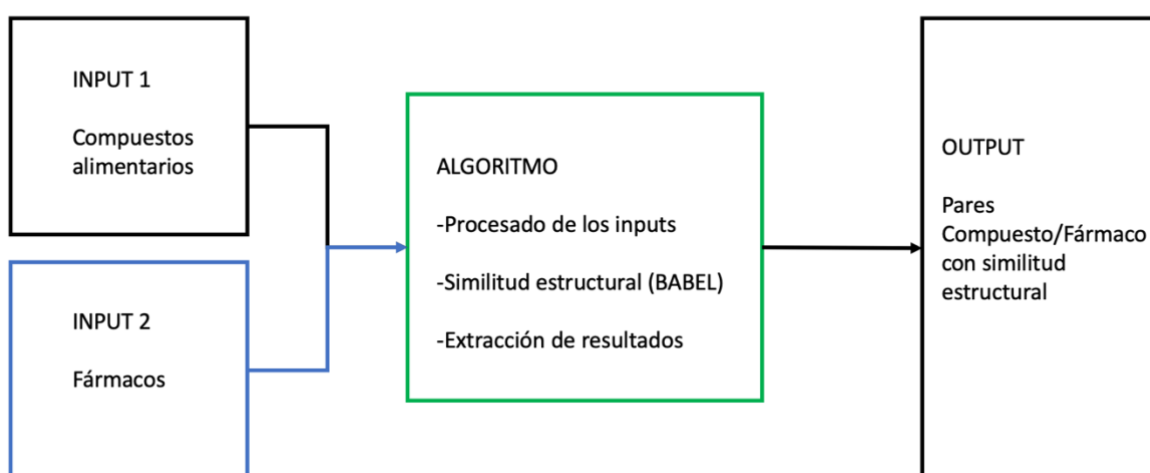 INPUT 1
Compuestos
alimentarios
INPUT 2
Fármacos
ALGORITMO
-Procesado de los inputs
-Similitud estructural (BABEL)
-Extracción de resultados
OUTPUT
Pares
Compuesto/Fármaco
con similitud
estructural